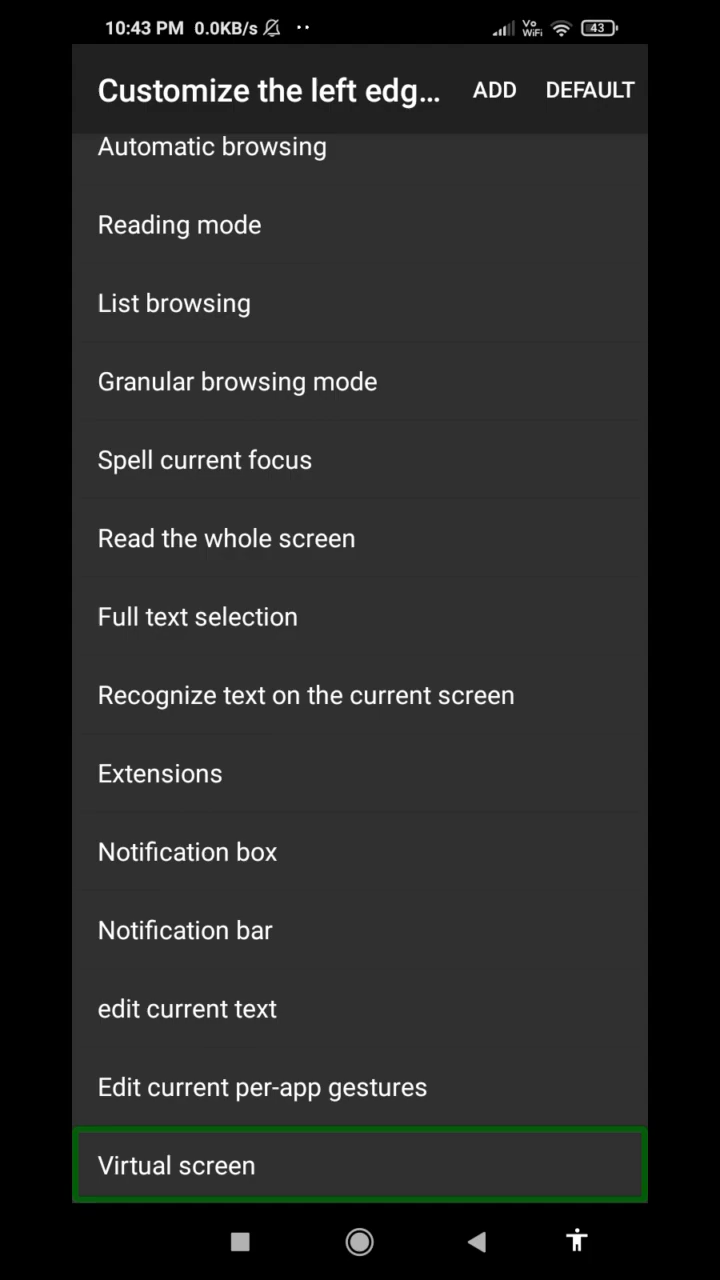 10:43 PM 0.0KB/s Vo WiFi 43
Customize the left edg... ADD DEFAULT
Automatic browsing
Reading mode
List browsing
Granular browsing mode
Spell current focus
Read the whole screen
Full text selection
Recognize text on the current screen
Extensions
Notification box
Notification bar
edit current text
Edit current per-app gestures
Virtual screen